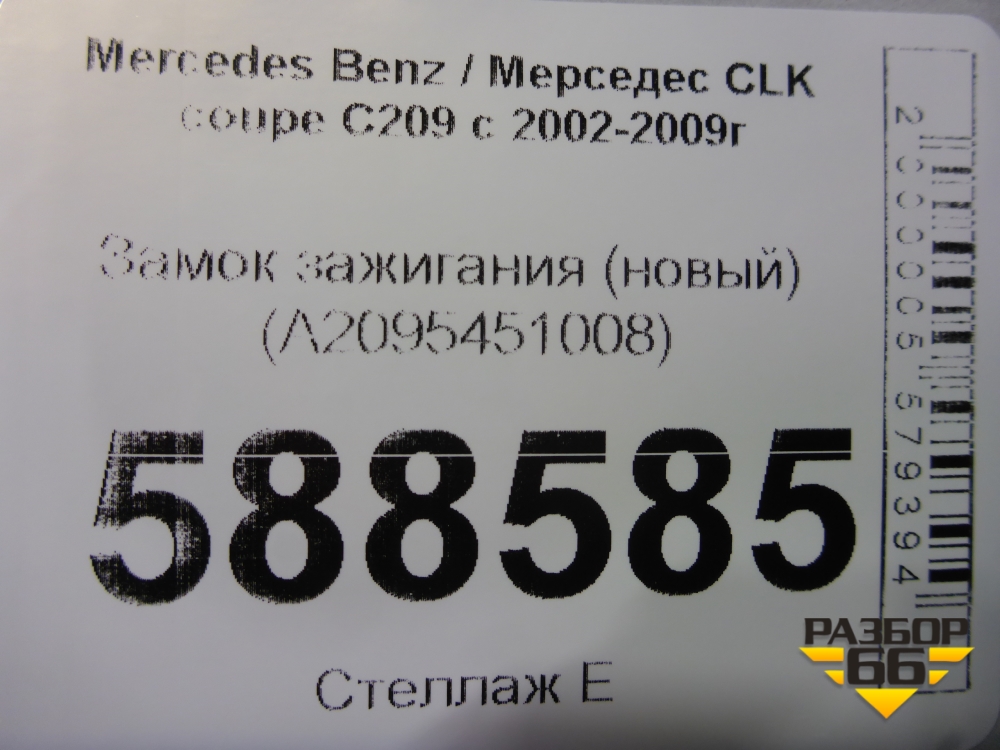 Mercedes Benz / Мерседес CLK
coupe C209 с 2002-2009г
Замок зажигания (новый)
(A2095451008)
588585
Стеллаж E
2000005579394
РАЗБОР
66